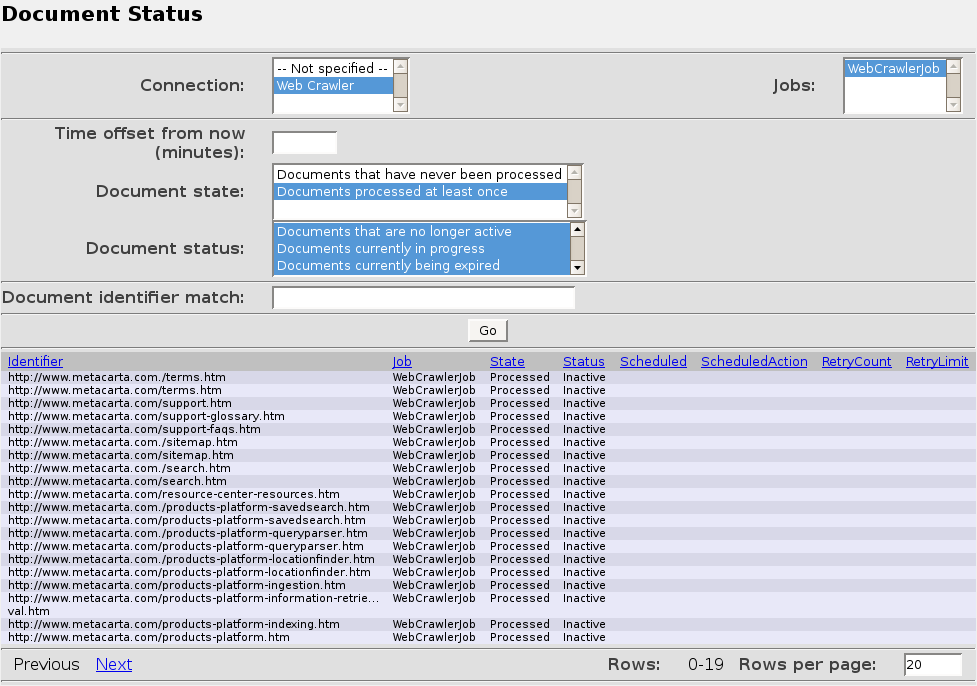 Document Status
Connection: -- Not specified -- Jobs: WebCrawlerJob
Web Crawler
Time offset from now
(minutes):
Document state: Documents that have never been processed
Documents processed at least once
Document status: Documents that are no longer active
Documents currently in progress
Documents currently being expired
Document identifier match:
Go
Identifier Job State Status Scheduled ScheduledAction RetryCount RetryLimit
http://www.metacarta.com./terms.htm WebCrawlerJob Processed Inactive
http://www.metacarta.com/terms.htm WebCrawlerJob Processed Inactive
http://www.metacarta.com/support.htm WebCrawlerJob Processed Inactive
http://www.metacarta.com/support-glossary.htm WebCrawlerJob Processed Inactive
http://www.metacarta.com/support-faqs.htm WebCrawlerJob Processed Inactive
http://www.metacarta.com./sitemap.htm WebCrawlerJob Processed Inactive
http://www.metacarta.com/sitemap.htm WebCrawlerJob Processed Inactive
http://www.metacarta.com./search.htm WebCrawlerJob Processed Inactive
http://www.metacarta.com/search.htm WebCrawlerJob Processed Inactive
http://www.metacarta.com/resource-center-resources.htm WebCrawlerJob Processed Inactive
http://www.metacarta.com./products-platform-savedsearch.htm WebCrawlerJob Processed Inactive
http://www.metacarta.com/products-platform-savedsearch.htm WebCrawlerJob Processed Inactive
http://www.metacarta.com./products-platform-queryparser.htm WebCrawlerJob Processed Inactive
http://www.metacarta.com/products-platform-queryparser.htm WebCrawlerJob Processed Inactive
http://www.metacarta.com./products-platform-locationfinder.htm WebCrawlerJob Processed Inactive
http://www.metacarta.com/products-platform-locationfinder.htm WebCrawlerJob Processed Inactive
http://www.metacarta.com/products-platform-ingestion.htm WebCrawlerJob Processed Inactive
http://www.metacarta.com/products-platform-information-retrie... WebCrawlerJob Processed Inactive
val.htm
http://www.metacarta.com/products-platform-indexing.htm WebCrawlerJob Processed Inactive
http://www.metacarta.com/products-platform.htm WebCrawlerJob Processed Inactive
Previous Next Rows: 0-19 Rows per page: 20